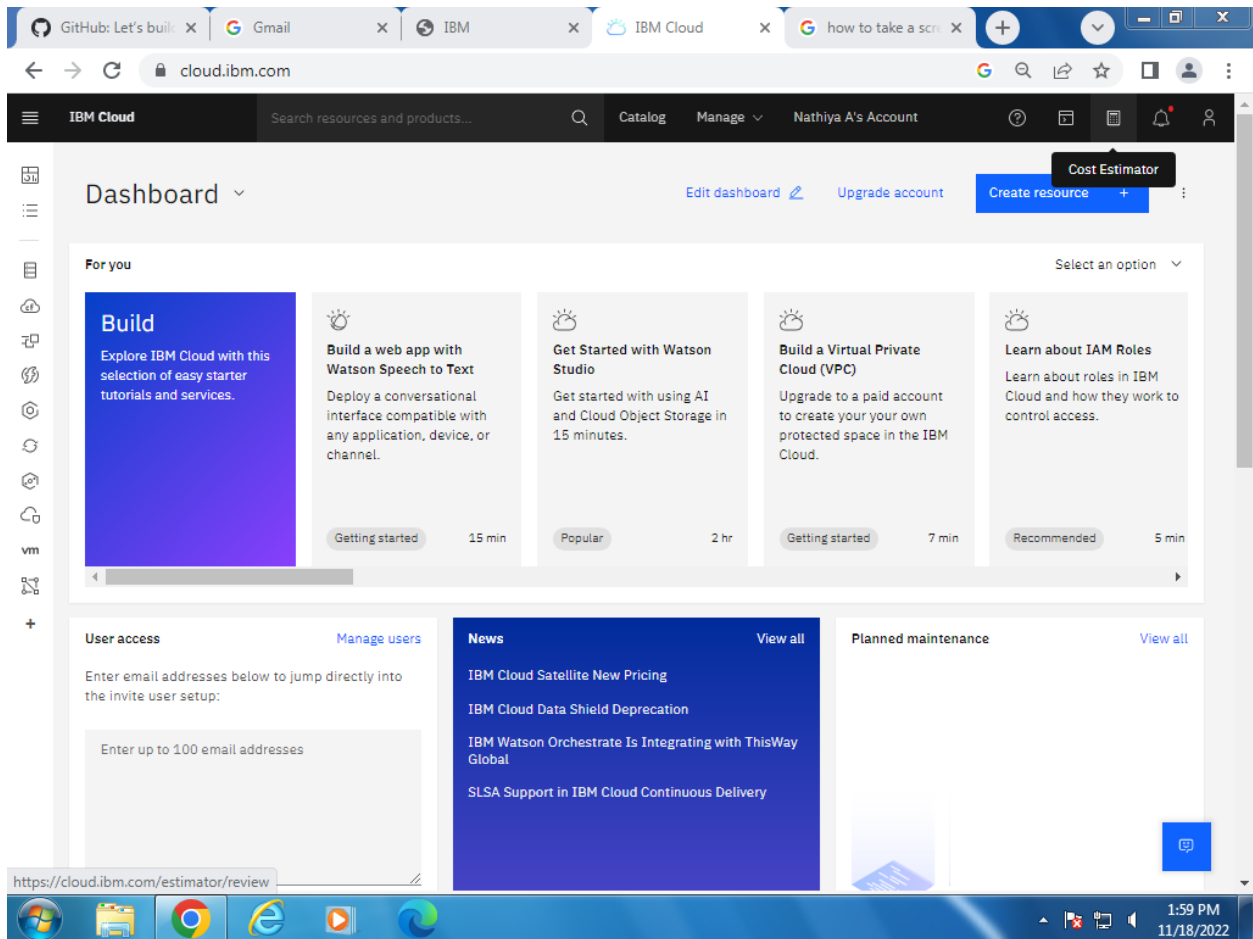 GitHub: Let's build
Gmail
IBM
IBM Cloud
how to take a scre
cloud.ibm.com
IBM Cloud
Search resources and products...
Catalog
Manage
Nathiya A's Account
Cost Estimator
Dashboard
Edit dashboard
Upgrade account
Create resource +
For you
Select an option
Build
Explore IBM Cloud with this
selection of easy starter
tutorials and services.
Build a web app with
Watson Speech to Text
Deploy a conversational
interface compatible with
any application, device, or
channel.
Getting started
15 min
Get Started with Watson
Studio
Get started with using AI
and Cloud Object Storage in
15 minutes.
Popular
2 hr
Build a Virtual Private
Cloud (VPC)
Upgrade to a paid account
to create your your own
protected space in the IBM
Cloud.
Getting started
7 min
Learn about IAM Roles
Learn about roles in IBM
Cloud and how they work to
control access.
Recommended
5 min
vm
User access
Manage users
Enter email addresses below to jump directly into
the invite user setup:
Enter up to 100 email addresses
News
View all
IBM Cloud Satellite New Pricing
IBM Cloud Data Shield Deprecation
IBM Watson Orchestrate Is Integrating with ThisWay
Global
SLSA Support in IBM Cloud Continuous Delivery
Planned maintenance
View all
https://cloud.ibm.com/estimator/review
1:59 PM
11/18/2022